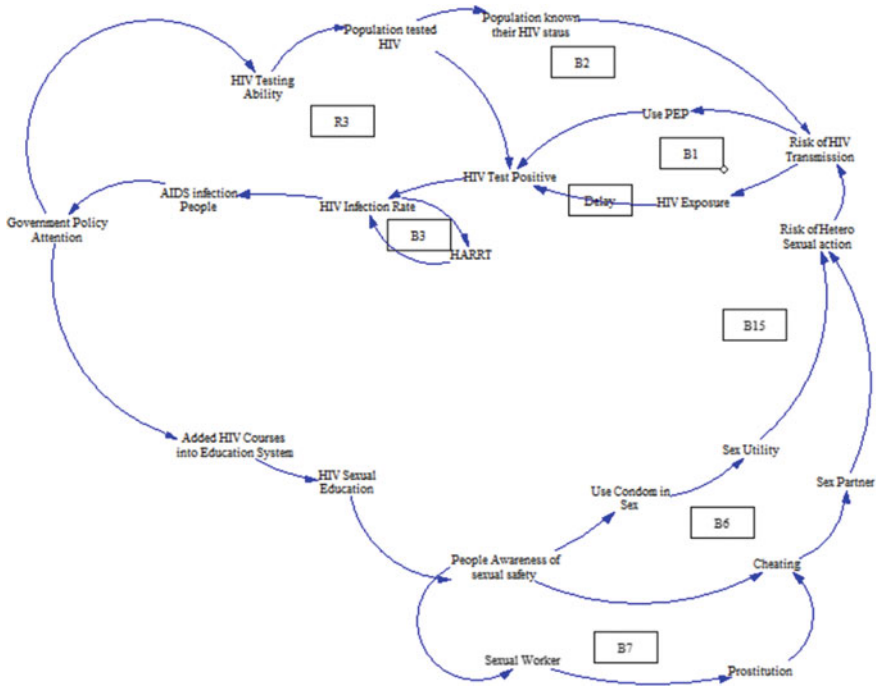 Population tested
HIV
Population known
their HIV staus
B2
HIV Testing
Ability
R3
Use PEP
B1
Risk of HIV
Transmission
HIV Test Positive
Delay
HIV Exposure
AIDS infection
People
HIV Infection Rate
Government Policy
Attention
B3
HARRT
Risk of Hetero
Sexual action
B15
Added HIV Courses
into Education System
HIV Sexual
Education
Sex Utility
Use Condom in
Sex
Sex Partner
B6
People Awareness of
sexual safety
Cheating
B7
Sexual Worker
Prostitution